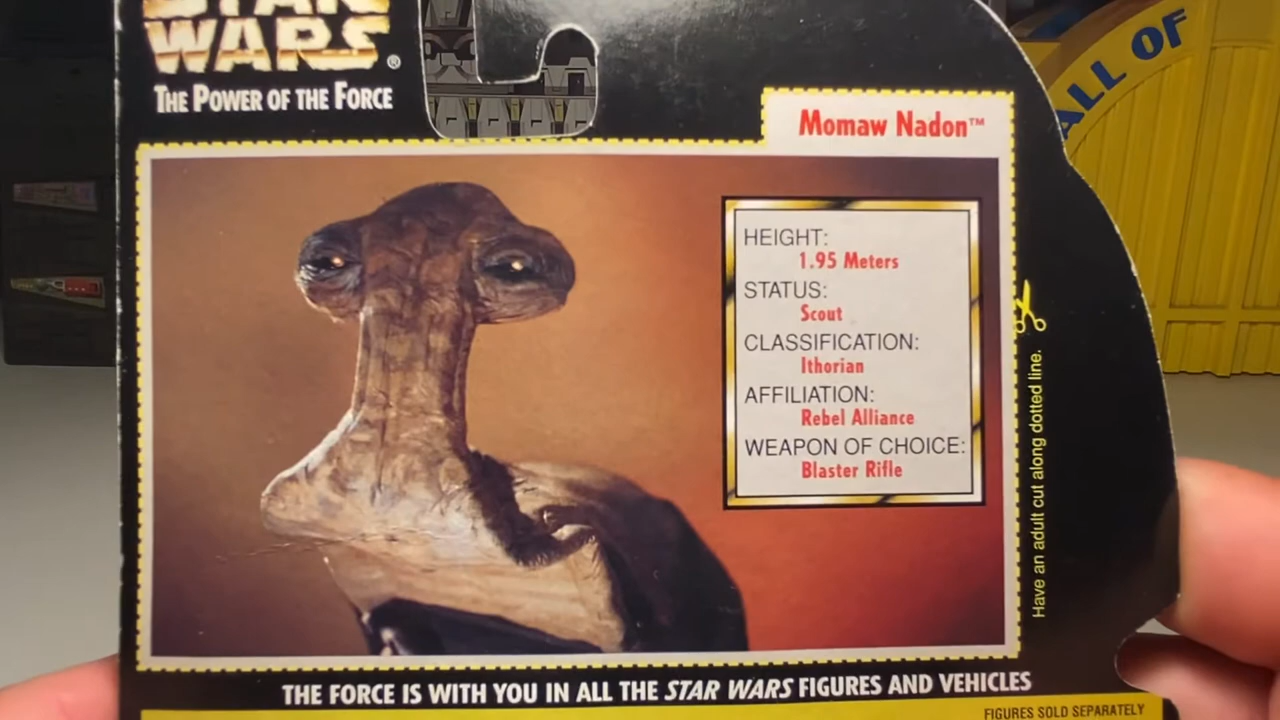 STAR
WARS®
THE POWER OF THE FORCE
ALL OF
Momaw Nadon™
HEIGHT:
1.95 Meters
STATUS:
Scout
CLASSIFICATION:
Ithorian
AFFILIATION:
Rebel Alliance
WEAPON OF CHOICE:
Blaster Rifle
Have an adult cut along dotted line.
THE FORCE IS WITH YOU IN ALL THE STAR WARS FIGURES AND VEHICLES
FIGURES SOLD SEPARATELY